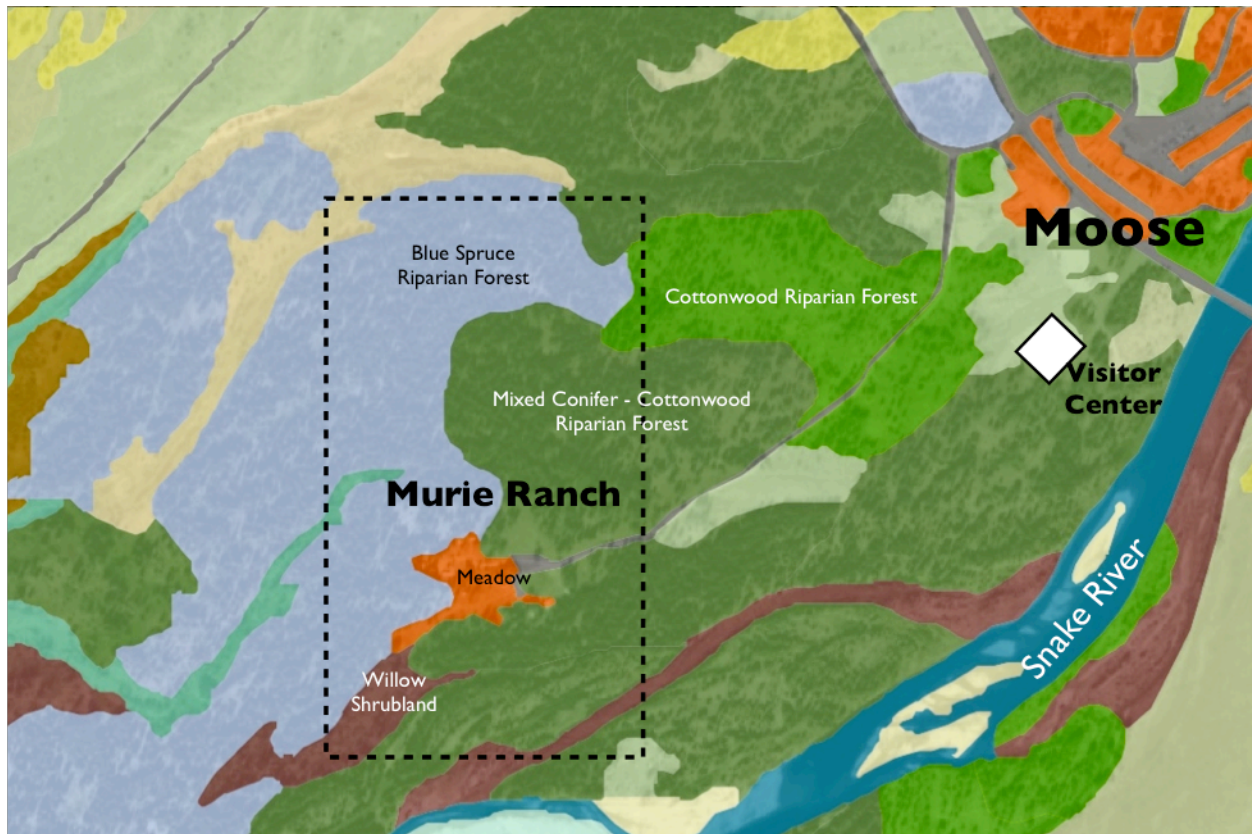 Moose
Blue Spruce
Riparian Forest
Cottonwood Riparian Forest
Visitor
Center
Mixed Conifer - Cottonwood
Riparian Forest
Murie Ranch
Meadow
Snake River
Willow
Shrubland